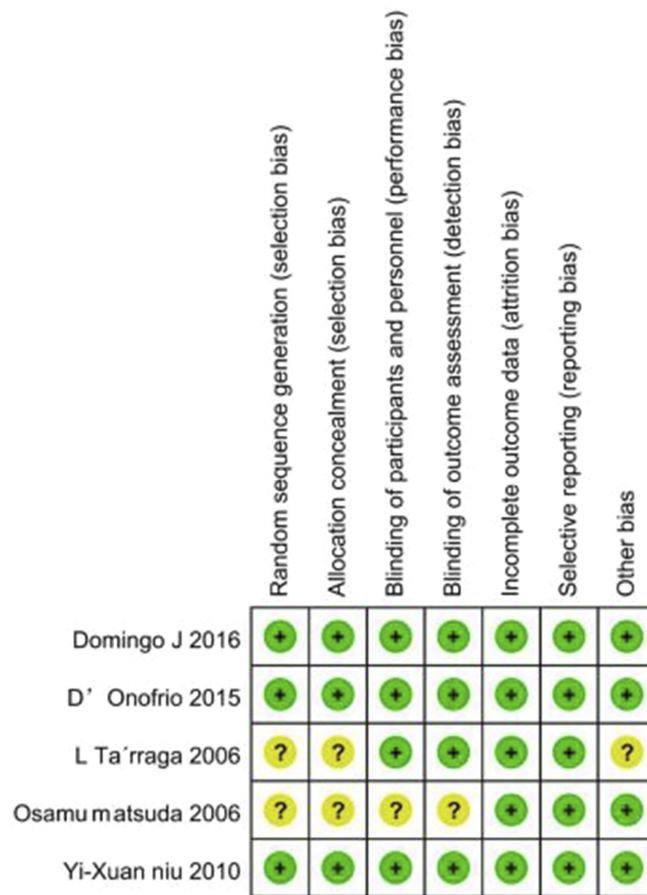 Random sequence generation (selection bias)
Allocation concealment (selection bias)
Blinding of participants and personnel (performance bias)
Blinding of outcome assessment (detection bias)
Incomplete outcome data (attrition bias)
Selective reporting (reporting bias)
Other bias
Domingo J 2016 + + + + + + +
D’ Onofrio 2015 + + + + + + +
L Ta´rraga 2006 ? ? + + + + ?
Osamu matsuda 2006 ? ? ? ? + + +
Yi-Xuan niu 2010 + + + + + + +